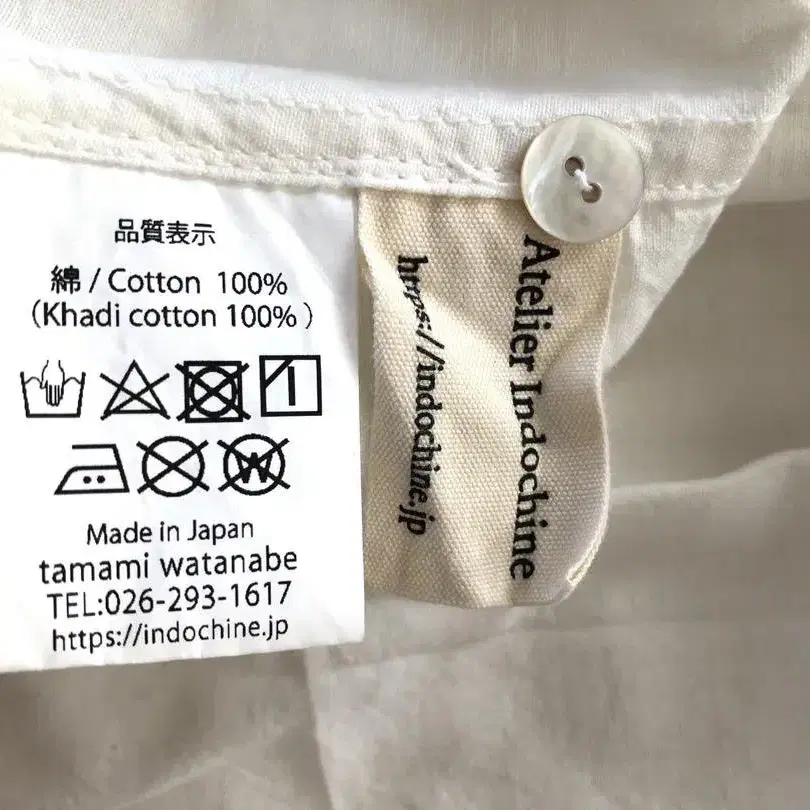 品質表示
綿 / Cotton 100%
(Khadi cotton 100% )
W
Made in Japan
tamami watanabe
TEL:026-293-1617
https://indochine.jp
Atelier Indochine
https://indochine.jp